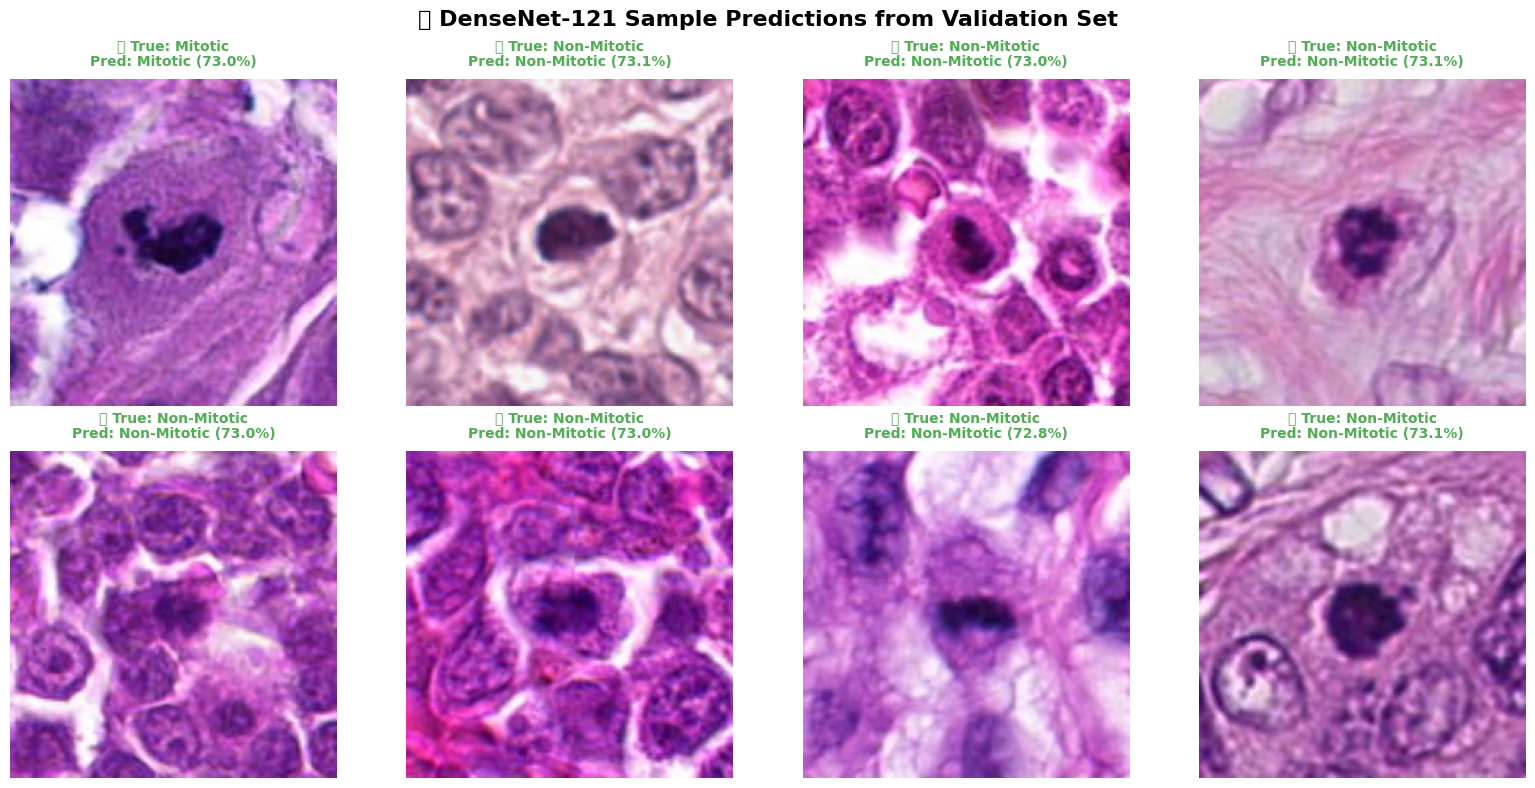 ▯ DenseNet-121 Sample Predictions from Validation Set
▯ True: Mitotic
Pred: Mitotic (73.0%)
▯ True: Non-Mitotic
Pred: Non-Mitotic (73.1%)
▯ True: Non-Mitotic
Pred: Non-Mitotic (73.0%)
▯ True: Non-Mitotic
Pred: Non-Mitotic (73.1%)
▯ True: Non-Mitotic
Pred: Non-Mitotic (73.0%)
▯ True: Non-Mitotic
Pred: Non-Mitotic (73.0%)
▯ True: Non-Mitotic
Pred: Non-Mitotic (72.8%)
▯ True: Non-Mitotic
Pred: Non-Mitotic (73.1%)